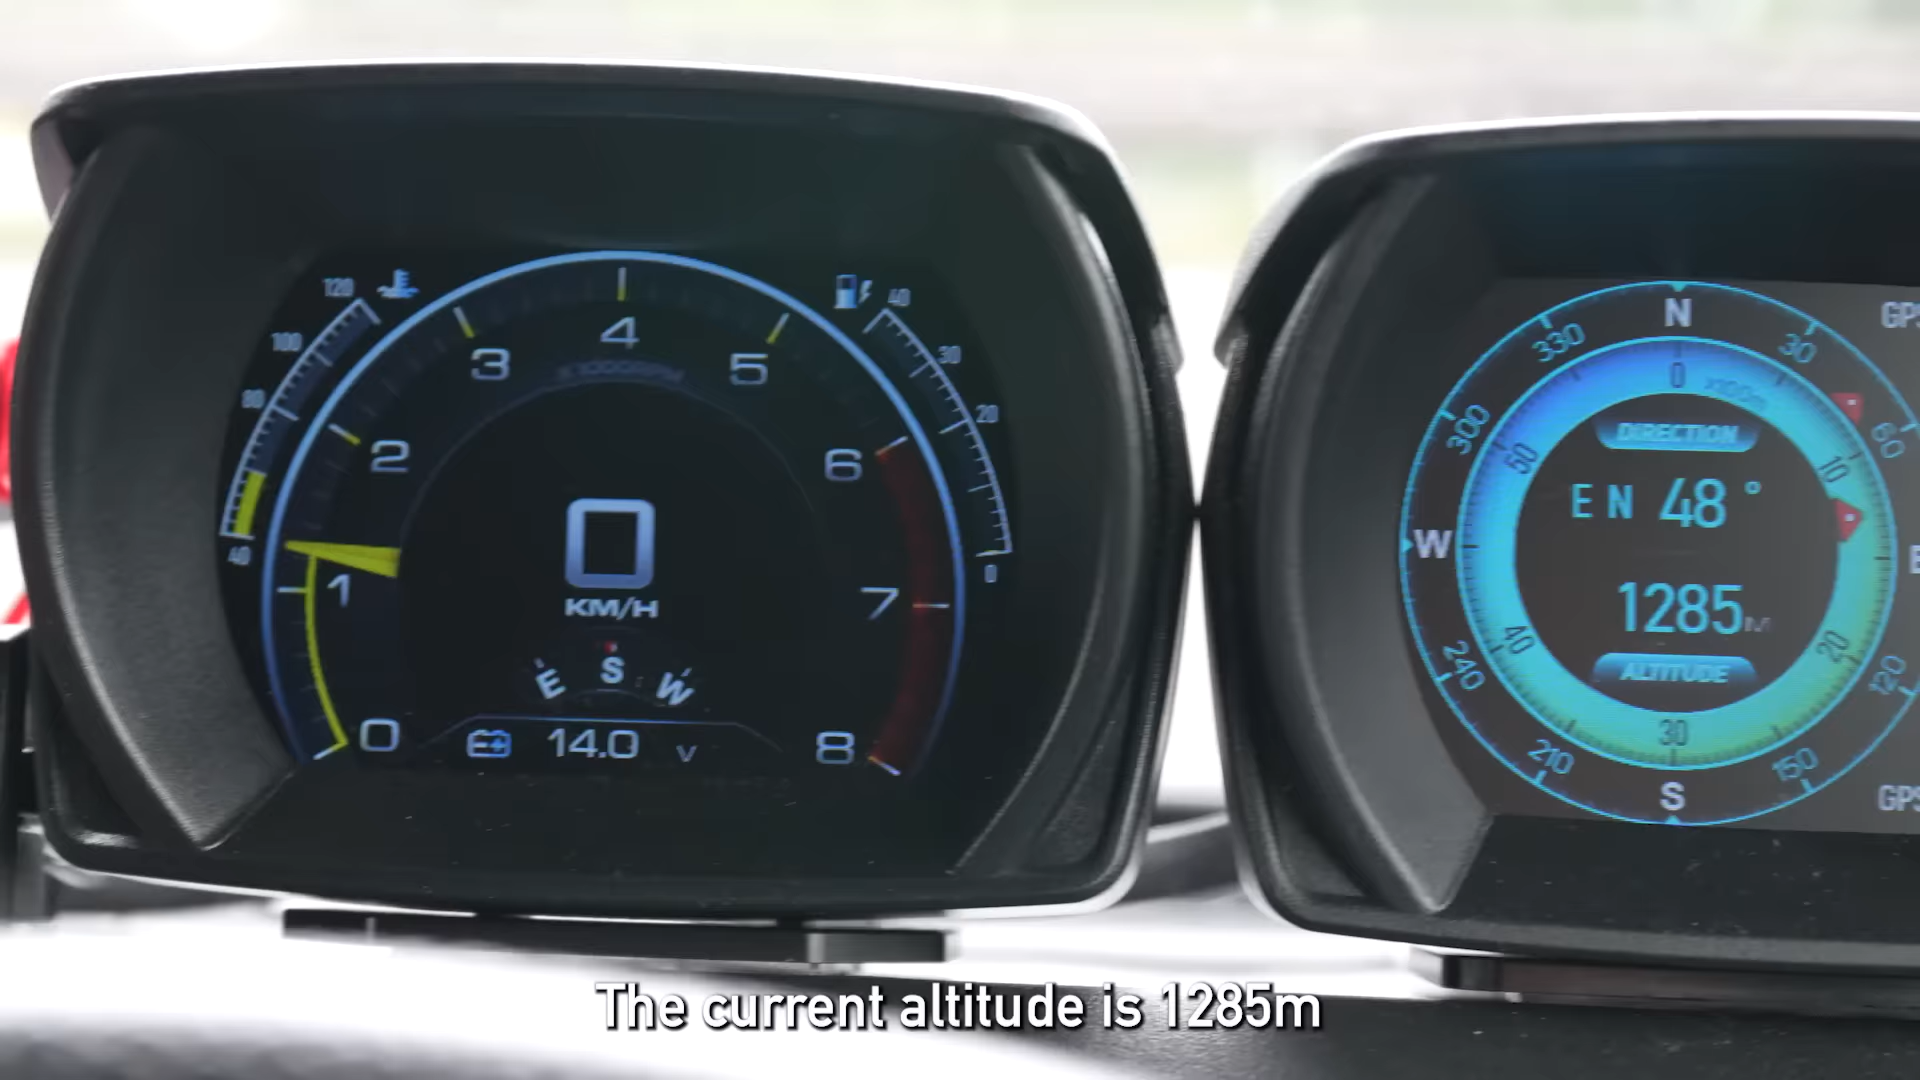 120
100
80
40
0
1
2
3
4
5
6
7
8
X1000RPM
40
30
20
0
0
KM/H
E S W
14.0 V
N
30
60
120
150
S
210
240
W
300
330
0
x100m
10
20
30
40
50
DIRECTION
E N 48 °
1285M
ALTITUDE
GPS
GPS
The current altitude is 1285m